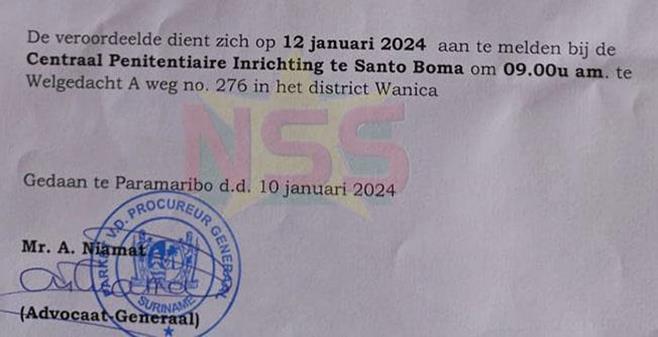 De veroordeelde dient zich op 12 januari 2024 aan te melden bij de
Centraal Penitentiaire Inrichting te Santo Boma om 09.00u am. te
Welgedacht A weg no. 276 in het district Wanica
NSS
Gedaan te Paramaribo d.d. 10 januari 2024
PARKET V.D. PROCUREUR GENERAAL
Mr. A. Niamat
SURINAME
(Advocaat-Generaal)